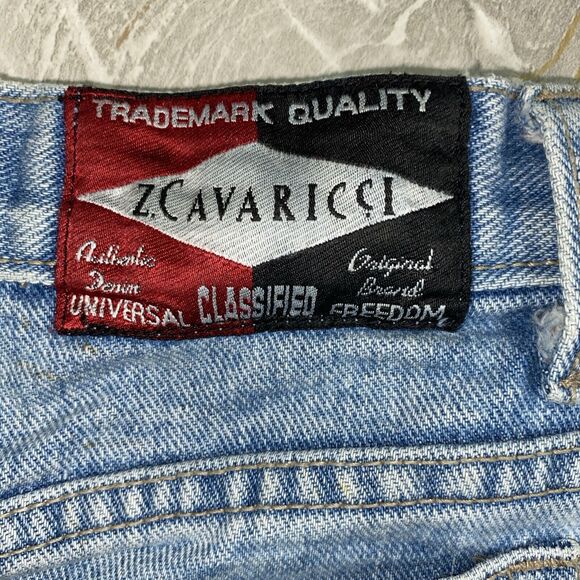 TRADEMARK QUALITY
Z.CAVARICCI
Authentic Original
Denim Brand!
UNIVERSAL CLASSIFIED FREEDOM